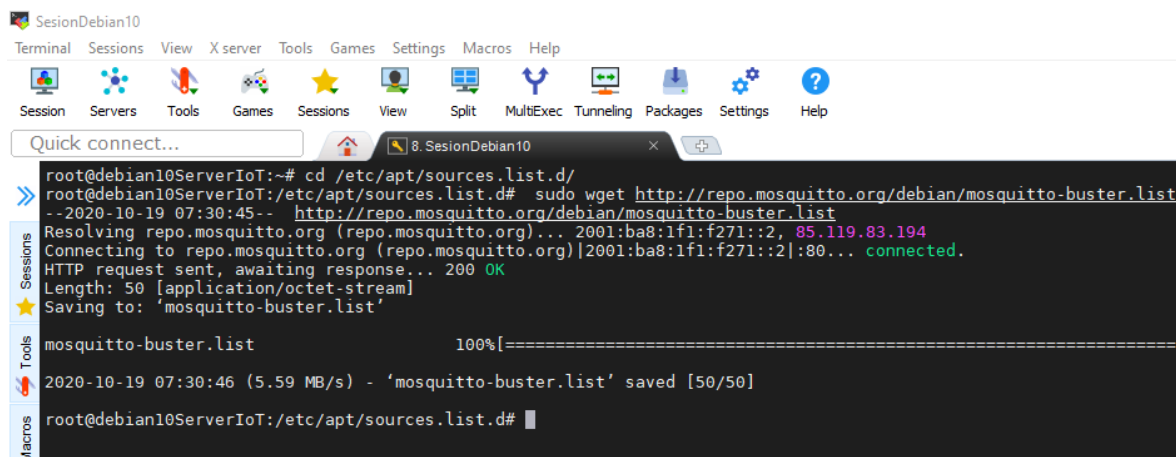 SesionDebian10
Terminal Sessions View X server Tools Games Settings Macros Help
Session Servers Tools Games Sessions View Split MultiExec Tunneling Packages Settings Help
Quick connect...
8. SesionDebian10
root@debian10ServerIoT:~# cd /etc/apt/sources.list.d/
root@debian10ServerIoT:/etc/apt/sources.list.d#  sudo wget http://repo.mosquitto.org/debian/mosquitto-buster.list
--2020-10-19 07:30:45--  http://repo.mosquitto.org/debian/mosquitto-buster.list
Resolving repo.mosquitto.org (repo.mosquitto.org)... 2001:ba8:1f1:f271::2, 85.119.83.194
Connecting to repo.mosquitto.org (repo.mosquitto.org)|2001:ba8:1f1:f271::2|:80... connected.
HTTP request sent, awaiting response... 200 OK
Length: 50 [application/octet-stream]
Saving to: ‘mosquitto-buster.list’
mosquitto-buster.list 100%[===================================================================
2020-10-19 07:30:46 (5.59 MB/s) - ‘mosquitto-buster.list’ saved [50/50]
root@debian10ServerIoT:/etc/apt/sources.list.d#
Sessions
Tools
Macros